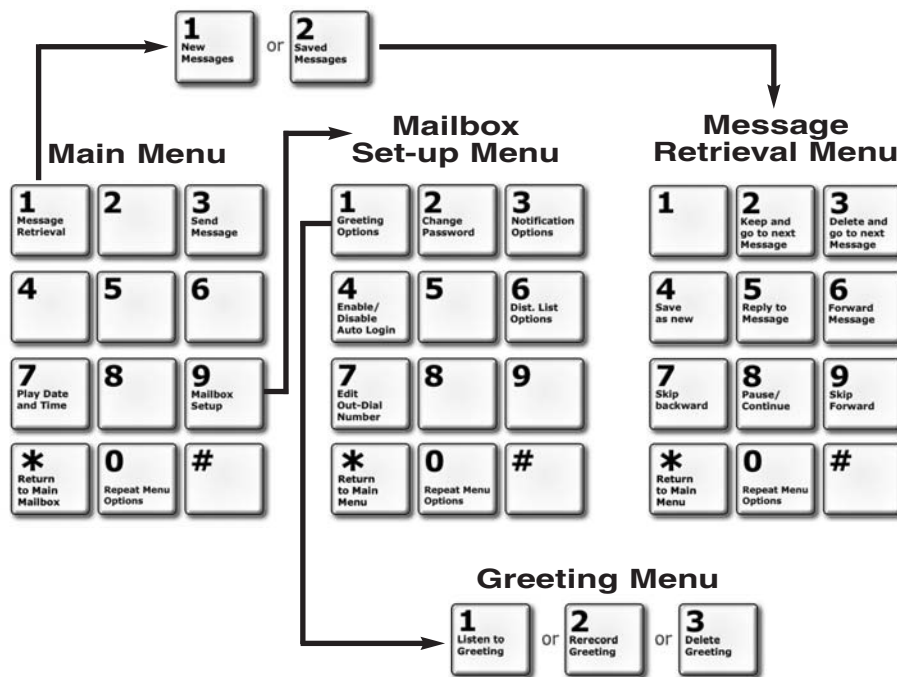 1
New
Messages
or
2
Saved
Messages
Main Menu
1
Message
Retrieval
2
3
Send
Message
4
5
6
7
Play Date
and Time
8
9
Mailbox
Setup
*
Return
to Main
Mailbox
0
Repeat Menu
Options
#
Mailbox
Set-up Menu
1
Greeting
Options
2
Change
Password
3
Notification
Options
4
Enable/
Disable
Auto Login
5
6
Dist. List
Options
7
Edit
Out-Dial
Number
8
9
*
Return
to Main
Menu
0
Repeat Menu
Options
#
Message
Retrieval Menu
1
2
Keep and
go to next
Message
3
Delete and
go to next
Message
4
Save
as new
5
Reply to
Message
6
Forward
Message
7
Skip
backward
8
Pause/
Continue
9
Skip
Forward
*
Return
to Main
Menu
0
Repeat Menu
Options
#
Greeting Menu
1
Listen to
Greeting
or
2
Rerecord
Greeting
or
3
Delete
Greeting